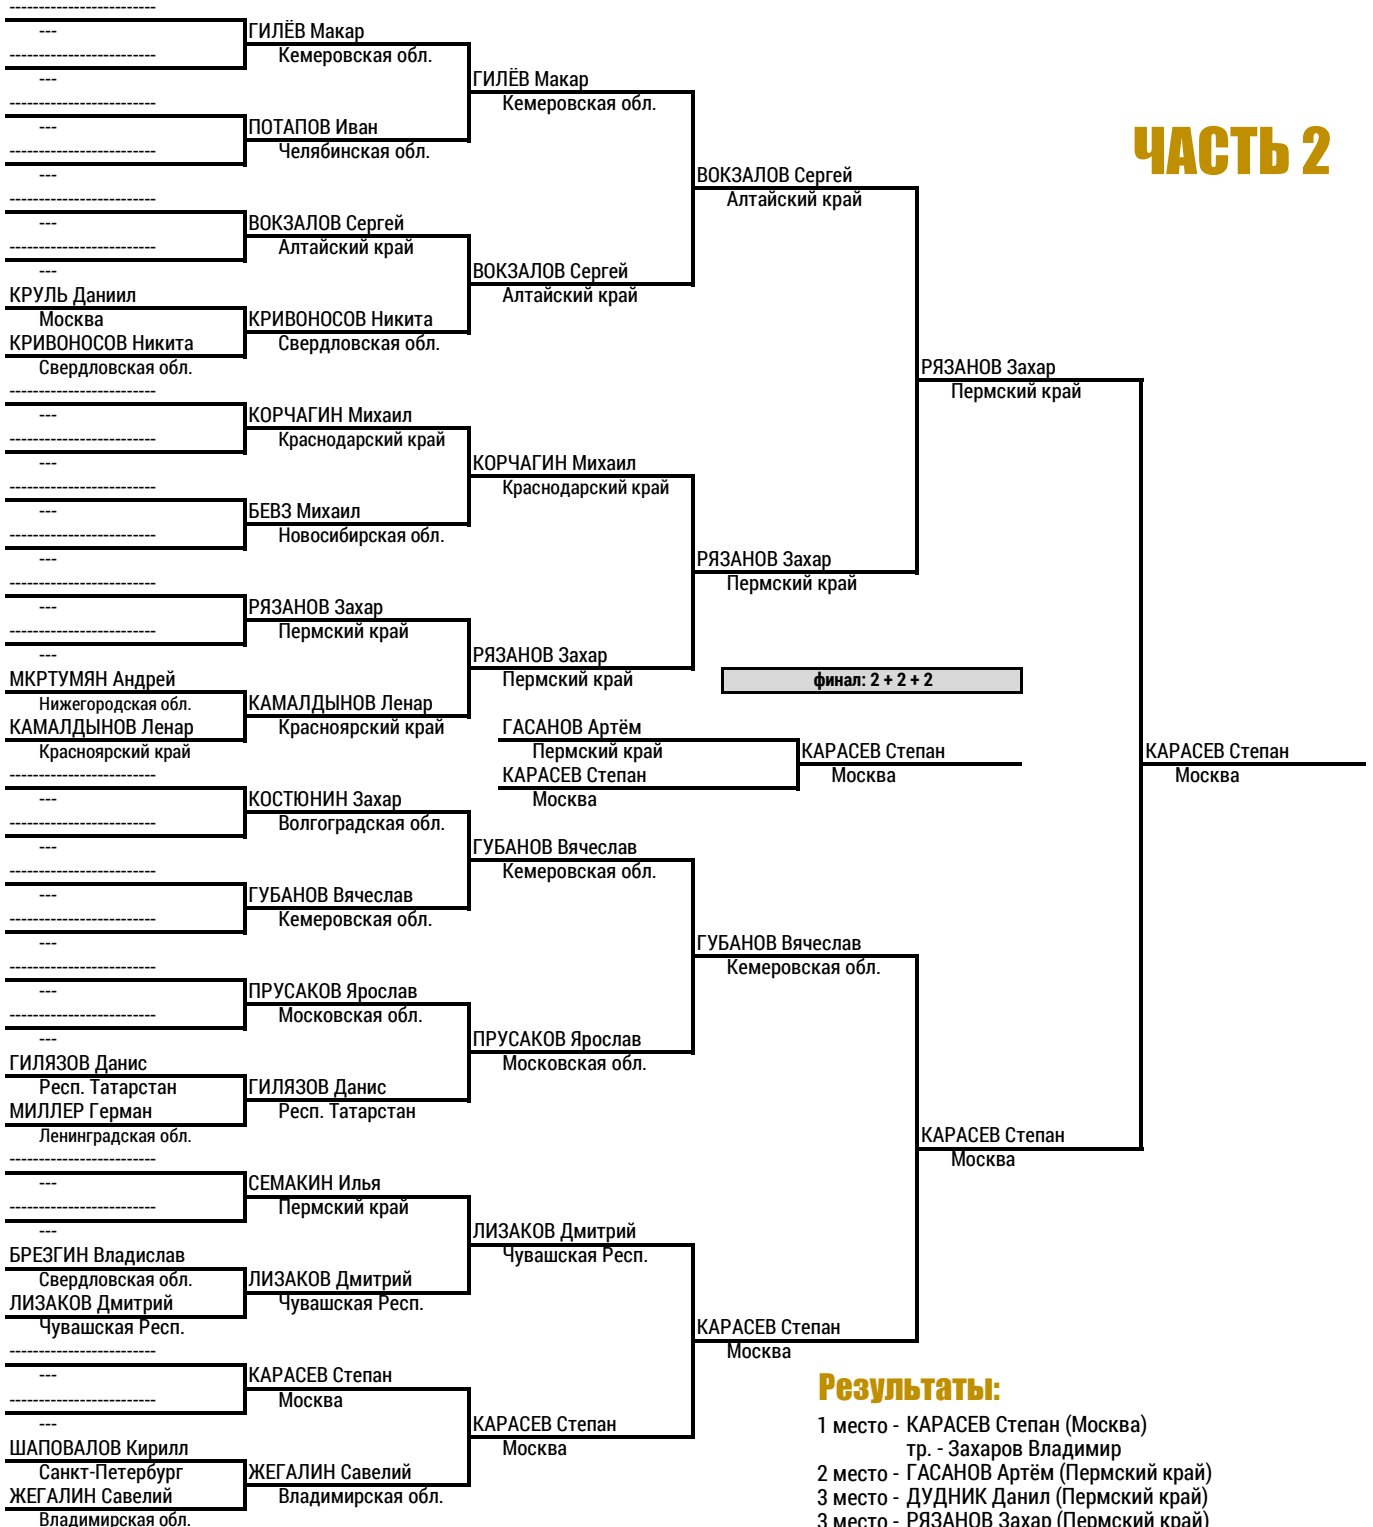 -------------------------
---
-------------------------
---
-------------------------
---
-------------------------
---
-------------------------
---
-------------------------
---
КРУЛЬ Даниил
Москва
КРИВОНОСОВ Никита
Свердловская обл.
-------------------------
---
-------------------------
---
-------------------------
---
-------------------------
---
-------------------------
---
-------------------------
---
МКРТУМЯН Андрей
Нижегородская обл.
КАМАЛДЫНОВ Ленар
Красноярский край
-------------------------
---
-------------------------
---
-------------------------
---
-------------------------
---
-------------------------
---
-------------------------
---
ГИЛЯЗОВ Данис
Респ. Татарстан
МИЛЛЕР Герман
Ленинградская обл.
-------------------------
---
-------------------------
---
БРЕЗГИН Владислав
Свердловская обл.
ЛИЗАКОВ Дмитрий
Чувашская Респ.
-------------------------
---
-------------------------
---
ШАПОВАЛОВ Кирилл
Санкт-Петербург
ЖЕГАЛИН Савелий
Владимирская обл.
ГИЛЁВ Макар
Кемеровская обл.
ПОТАПОВ Иван
Челябинская обл.
ВОКЗАЛОВ Сергей
Алтайский край
КРИВОНОСОВ Никита
Свердловская обл.
КОРЧАГИН Михаил
Краснодарский край
БЕВЗ Михаил
Новосибирская обл.
РЯЗАНОВ Захар
Пермский край
КАМАЛДЫНОВ Ленар
Красноярский край
КОСТЮНИН Захар
Волгоградская обл.
ГУБАНОВ Вячеслав
Кемеровская обл.
ПРУСАКОВ Ярослав
Московская обл.
ГИЛЯЗОВ Данис
Респ. Татарстан
СЕМАКИН Илья
Пермский край
ЛИЗАКОВ Дмитрий
Чувашская Респ.
КАРАСЕВ Степан
Москва
ЖЕГАЛИН Савелий
Владимирская обл.
ГИЛЁВ Макар
Кемеровская обл.
ВОКЗАЛОВ Сергей
Алтайский край
КОРЧАГИН Михаил
Краснодарский край
РЯЗАНОВ Захар
Пермский край
ГУБАНОВ Вячеслав
Кемеровская обл.
ПРУСАКОВ Ярослав
Московская обл.
ЛИЗАКОВ Дмитрий
Чувашская Респ.
КАРАСЕВ Степан
Москва
ВОКЗАЛОВ Сергей
Алтайский край
РЯЗАНОВ Захар
Пермский край
ГУБАНОВ Вячеслав
Кемеровская обл.
КАРАСЕВ Степан
Москва
ЧАСТЬ 2
РЯЗАНОВ Захар
Пермский край
КАРАСЕВ Степан
Москва
финал: 2 + 2 + 2
ГАСАНОВ Артём
Пермский край
КАРАСЕВ Степан
Москва
КАРАСЕВ Степан
Москва
КАРАСЕВ Степан
Москва
Результаты:
1 место - КАРАСЕВ Степан (Москва)
тр. - Захаров Владимир
2 место - ГАСАНОВ Артём (Пермский край)
3 место - ДУДНИК Данил (Пермский край)
3 место - РЯЗАНОВ Захар (Пермский край)